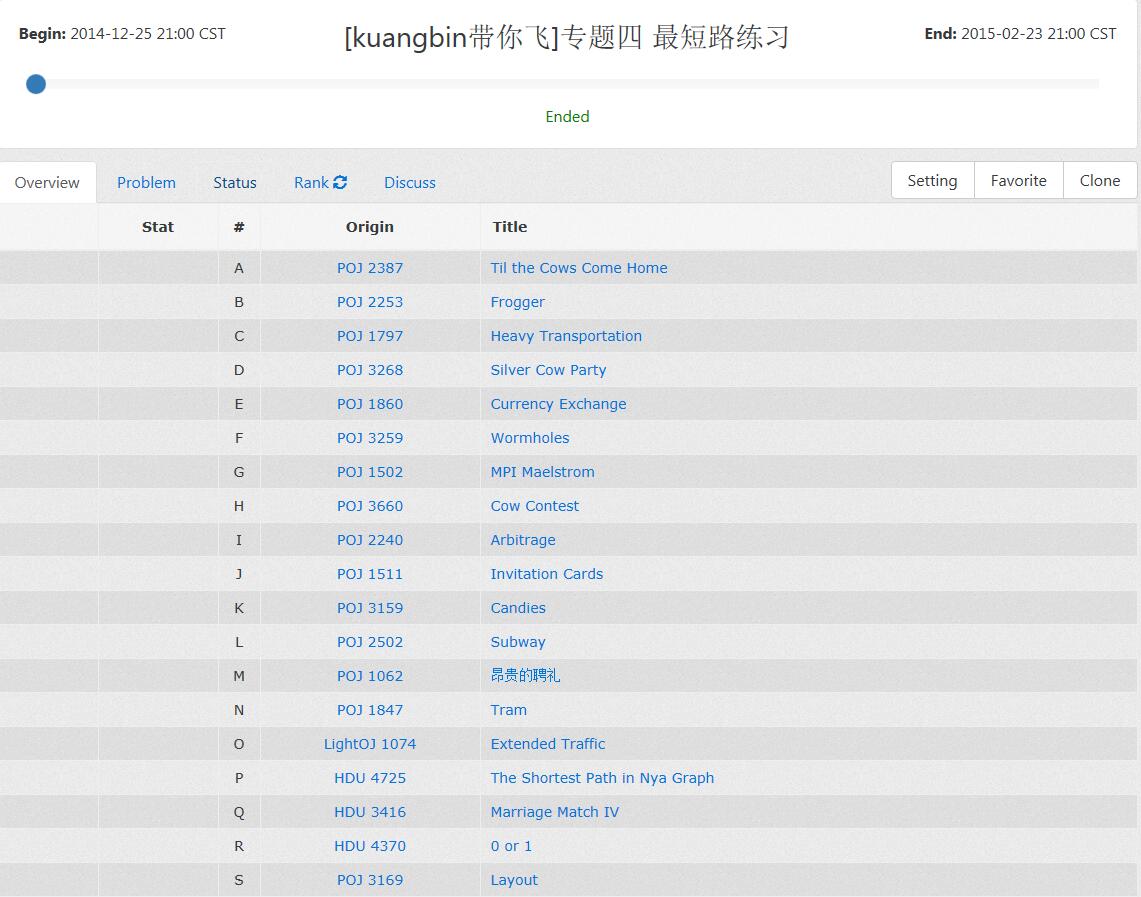 Begin: 2014-12-25 21:00 CST [kuangbin带你飞]专题四 最短路练习 End: 2015-02-23 21:00 CST
Ended
Overview Problem Status Rank Discuss Setting Favorite Clone
Stat # Origin Title
A POJ 2387 Til the Cows Come Home
B POJ 2253 Frogger
C POJ 1797 Heavy Transportation
D POJ 3268 Silver Cow Party
E POJ 1860 Currency Exchange
F POJ 3259 Wormholes
G POJ 1502 MPI Maelstrom
H POJ 3660 Cow Contest
I POJ 2240 Arbitrage
J POJ 1511 Invitation Cards
K POJ 3159 Candies
L POJ 2502 Subway
M POJ 1062 昂贵的聘礼
N POJ 1847 Tram
O LightOJ 1074 Extended Traffic
P HDU 4725 The Shortest Path in Nya Graph
Q HDU 3416 Marriage Match IV
R HDU 4370 0 or 1
S POJ 3169 Layout